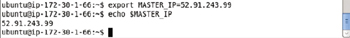 ubuntu@ip-172-30-1-66:~$ export MASTER_IP=52.91.243.99
ubuntu@ip-172-30-1-66:~$ echo $MASTER_IP
52.91.243.99
ubuntu@ip-172-30-1-66:~$